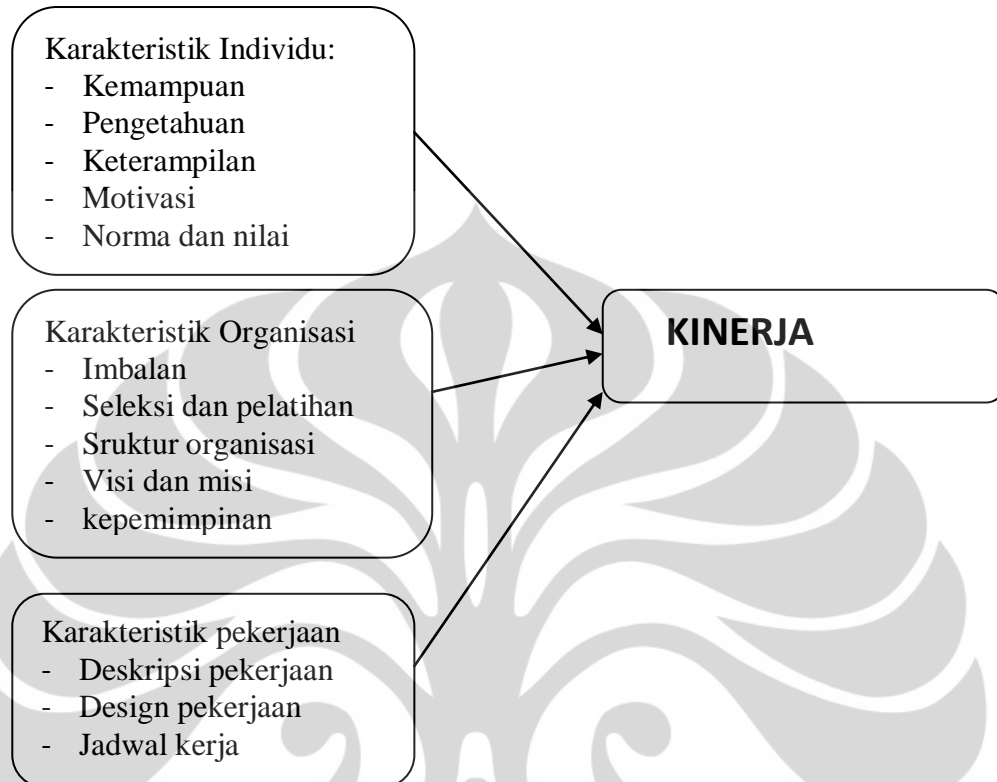 Karakteristik Individu:
- Kemampuan
- Pengetahuan
- Keterampilan
- Motivasi
- Norma dan nilai
Karakteristik Organisasi
- Imbalan
- Seleksi dan pelatihan
- Sruktur organisasi
- Visi dan misi
- kepemimpinan
KINERJA
Karakteristik pekerjaan
- Deskripsi pekerjaan
- Design pekerjaan
- Jadwal kerja